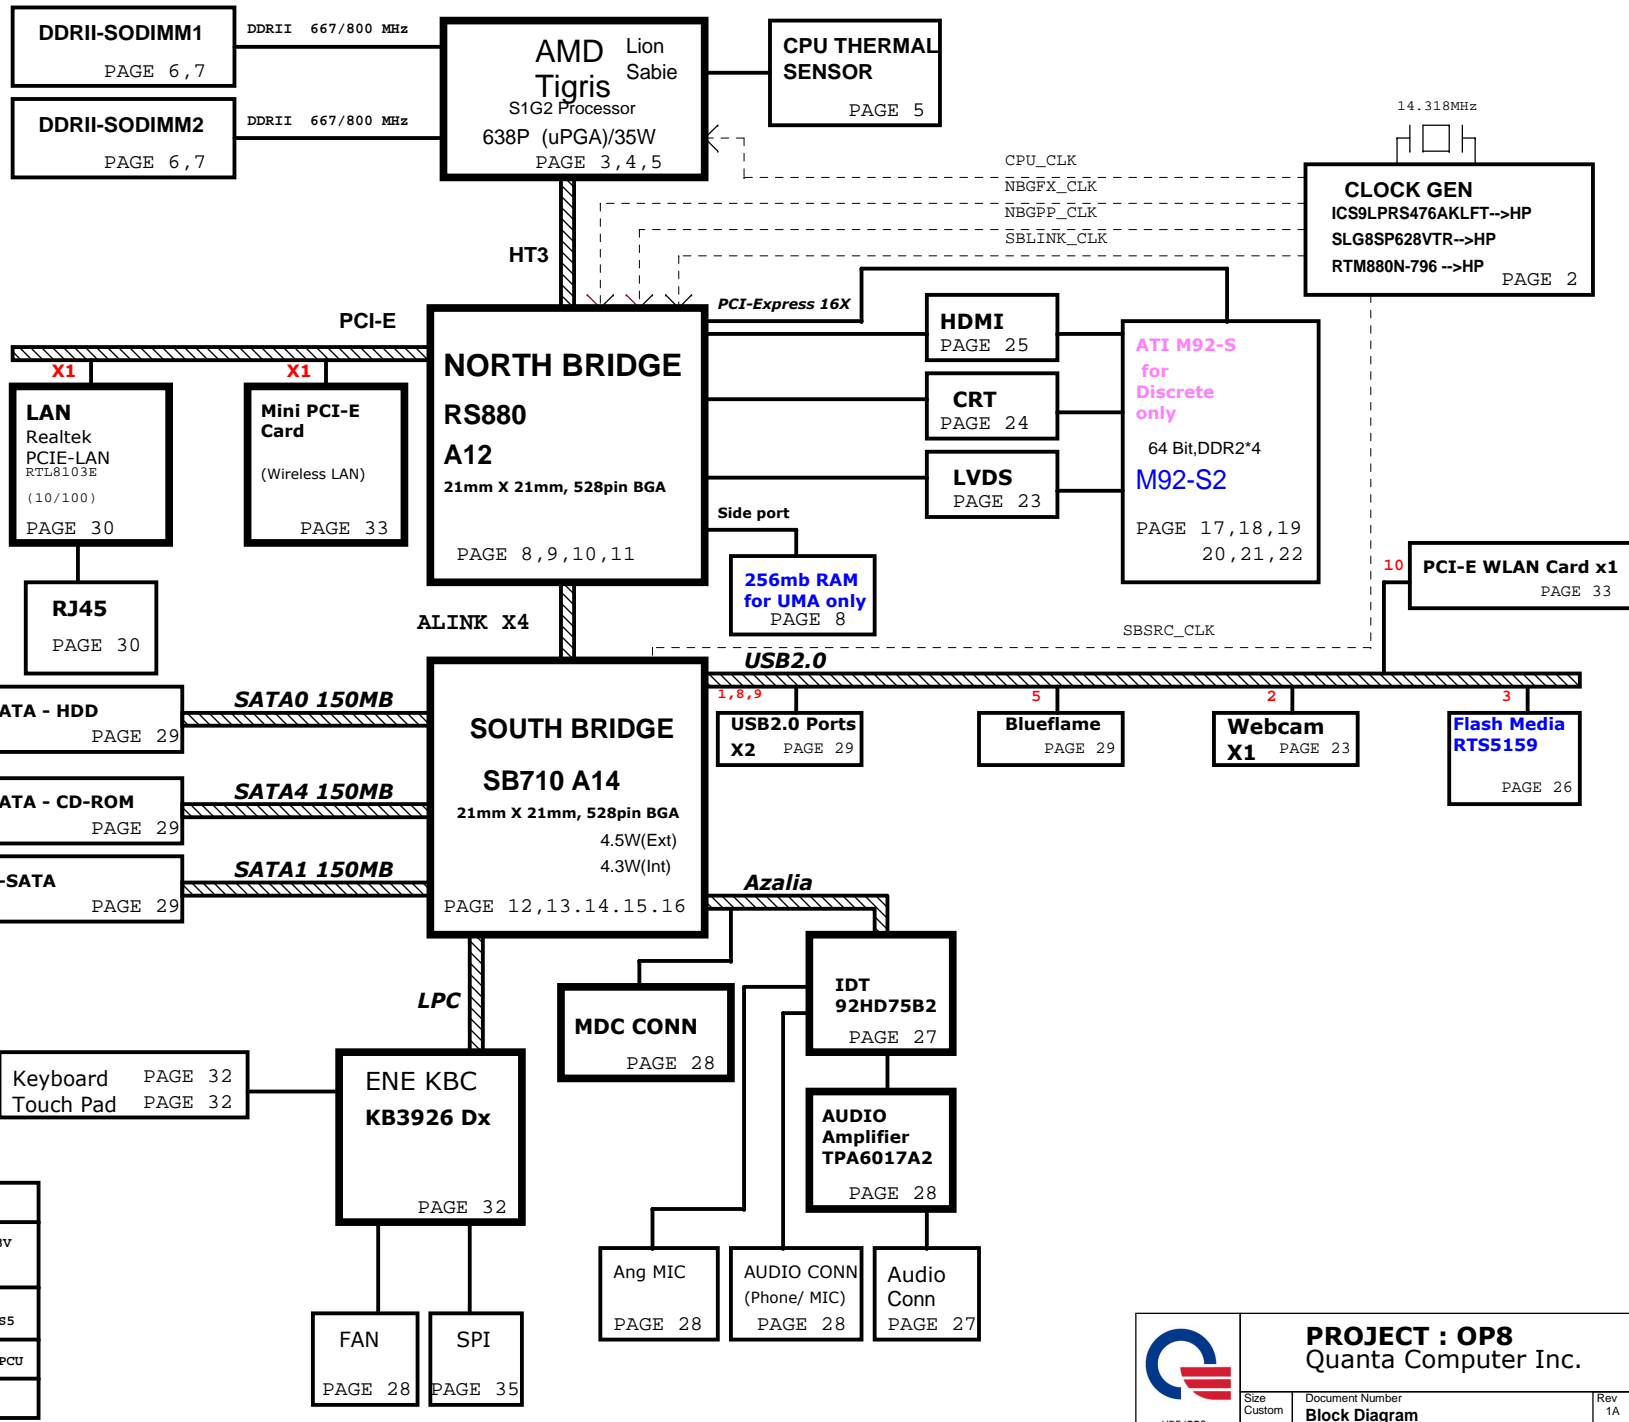 DDRII-SODIMM1
PAGE 6,7
DDRII 667/800 MHz
DDRII-SODIMM2
PAGE 6,7
DDRII 667/800 MHz
AMD Lion
Tigris Sabie
S1G2 Processor
638P (uPGA)/35W
PAGE 3,4,5
CPU THERMAL
SENSOR
PAGE 5
14.318MHz
CLOCK GEN
ICS9LPRS476AKLFT-->HP
SLG8SP628VTR-->HP
RTM880N-796 -->HP
PAGE 2
CPU_CLK
NBGFX_CLK
NBGPP_CLK
SBLINK_CLK
HT3
PCI-E
PCI-Express 16X
X1
X1
LAN
Realtek
PCIE-LAN
RTL8103E
(10/100)
PAGE 30
Mini PCI-E
Card
(Wireless LAN)
PAGE 33
NORTH BRIDGE
RS880
A12
21mm X 21mm, 528pin BGA
PAGE 8,9,10,11
HDMI
PAGE 25
CRT
PAGE 24
LVDS
PAGE 23
ATI M92-S
for
Discrete
only
64 Bit,DDR2*4
M92-S2
PAGE 17,18,19
20,21,22
Side port
256mb RAM
for UMA only
PAGE 8
10
PCI-E WLAN Card x1
PAGE 33
RJ45
PAGE 30
ALINK X4
SBSRC_CLK
USB2.0
ATA - HDD
PAGE 29
SATA0 150MB
ATA - CD-ROM
PAGE 29
SATA4 150MB
-SATA
PAGE 29
SATA1 150MB
SOUTH BRIDGE
SB710 A14
21mm X 21mm, 528pin BGA
4.5W(Ext)
4.3W(Int)
PAGE 12,13.14.15.16
1,8,9
USB2.0 Ports
X2 PAGE 29
5
Blueflame
PAGE 29
2
Webcam
X1 PAGE 23
3
Flash Media
RTS5159
PAGE 26
Azalia
LPC
MDC CONN
PAGE 28
IDT
92HD75B2
PAGE 27
Keyboard PAGE 32
Touch Pad PAGE 32
ENE KBC
KB3926 Dx
PAGE 32
AUDIO
Amplifier
TPA6017A2
PAGE 28
Ang MIC
PAGE 28
AUDIO CONN
(Phone/ MIC)
PAGE 28
Audio
Conn
PAGE 27
FAN
PAGE 28
SPI
PAGE 35
S5
PCU
PROJECT : OP8
Quanta Computer Inc.
Size
Custom
Document Number
Block Diagram
Rev
1A